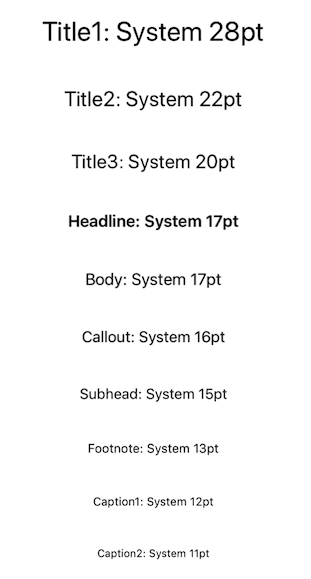 Title1: System 28pt
Title2: System 22pt
Title3: System 20pt
Headline: System 17pt
Body: System 17pt
Callout: System 16pt
Subhead: System 15pt
Footnote: System 13pt
Caption1: System 12pt
Caption2: System 11pt